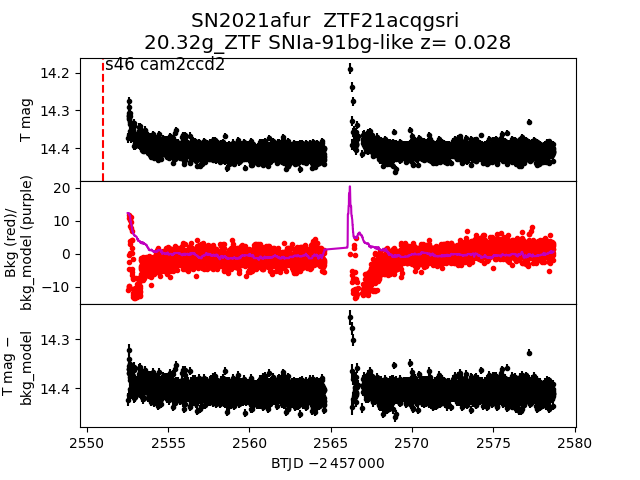 SN2021afur ZTF21acqgsri
20.32g_ZTF SNIa-91bg-like z= 0.028
s46 cam2ccd2
14.2
14.3
14.4
T mag
20
10
0
−10
Bkg (red)/
bkg_model (purple)
14.3
14.4
T mag −
bkg_model
2550 2555 2560 2565 2570 2575 2580
BTJD −2 457 000